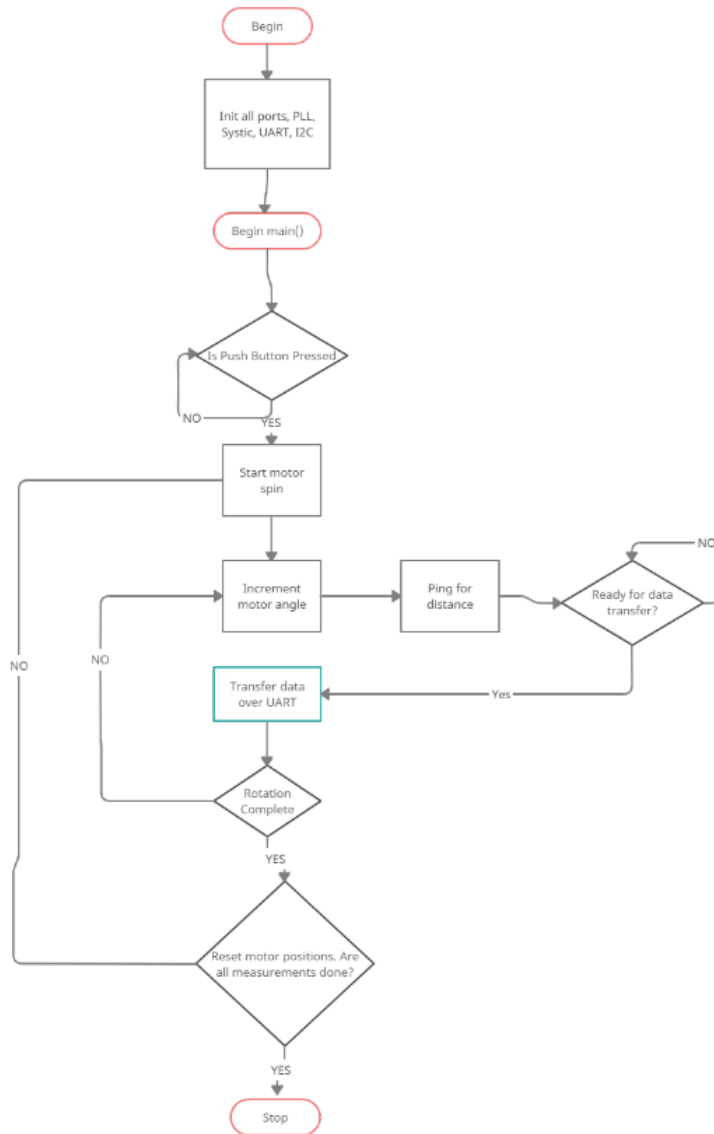 Begin
Init all ports, PLL,
Systic, UART, I2C
Begin main()
Is Push Button Pressed
NO
YES
Start motor
spin
Increment
motor angle
Ping for
distance
Ready for data
transfer?
NO
Yes
Transfer data
over UART
NO
NO
Rotation
Complete
YES
Reset motor positions. Are
all measurements done?
YES
Stop